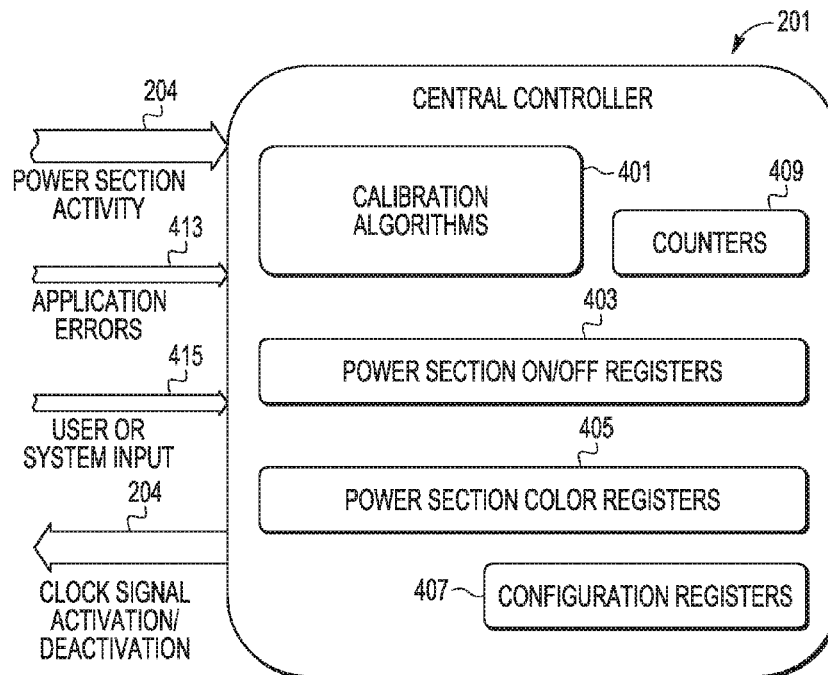 201
CENTRAL CONTROLLER
204
POWER SECTION
ACTIVITY
CALIBRATION
ALGORITHMS
401
409
COUNTERS
413
APPLICATION
ERRORS
403
POWER SECTION ON/OFF REGISTERS
415
USER OR
SYSTEM INPUT
405
POWER SECTION COLOR REGISTERS
204
CLOCK SIGNAL
ACTIVATION/
DEACTIVATION
407
CONFIGURATION REGISTERS